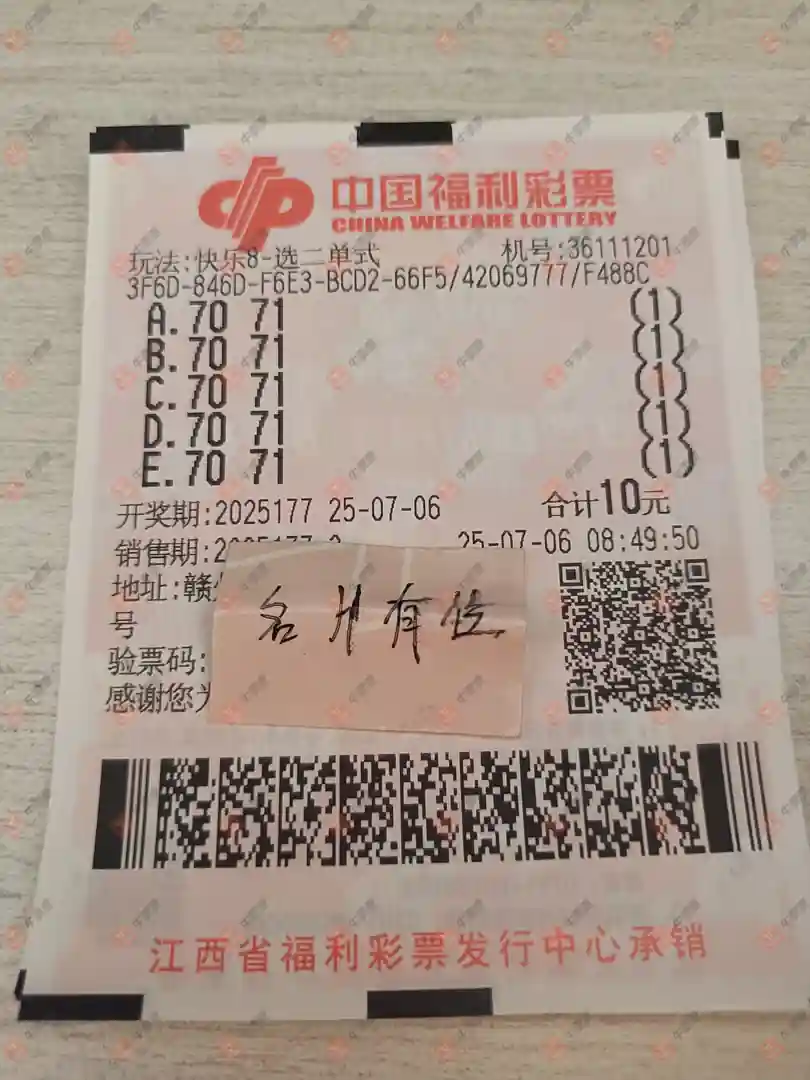 中国福利彩票
CHINA WELFARE LOTTERY
玩法:快乐8-选二单式 机号:36111201
3F6D-846D-F6E3-BCD2-66F5/42069777/F488C
A.70 71 (1)
B.70 71 (1)
C.70 71 (1)
D.70 71 (1)
E.70 71 (1)
开奖期:2025177 25-07-06 合计10元
销售期:2 25-07-06 08:49:50
地址:赣
号
名片有位
验票码:
感谢您为
江西省福利彩票发行中心承销